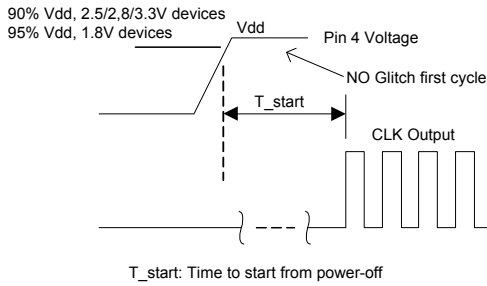 90% Vdd, 2.5/2,8/3.3V devices
95% Vdd, 1.8V devices
Vdd
Pin 4 Voltage
NO Glitch first cycle
T_start
CLK Output
T_start: Time to start from power-off